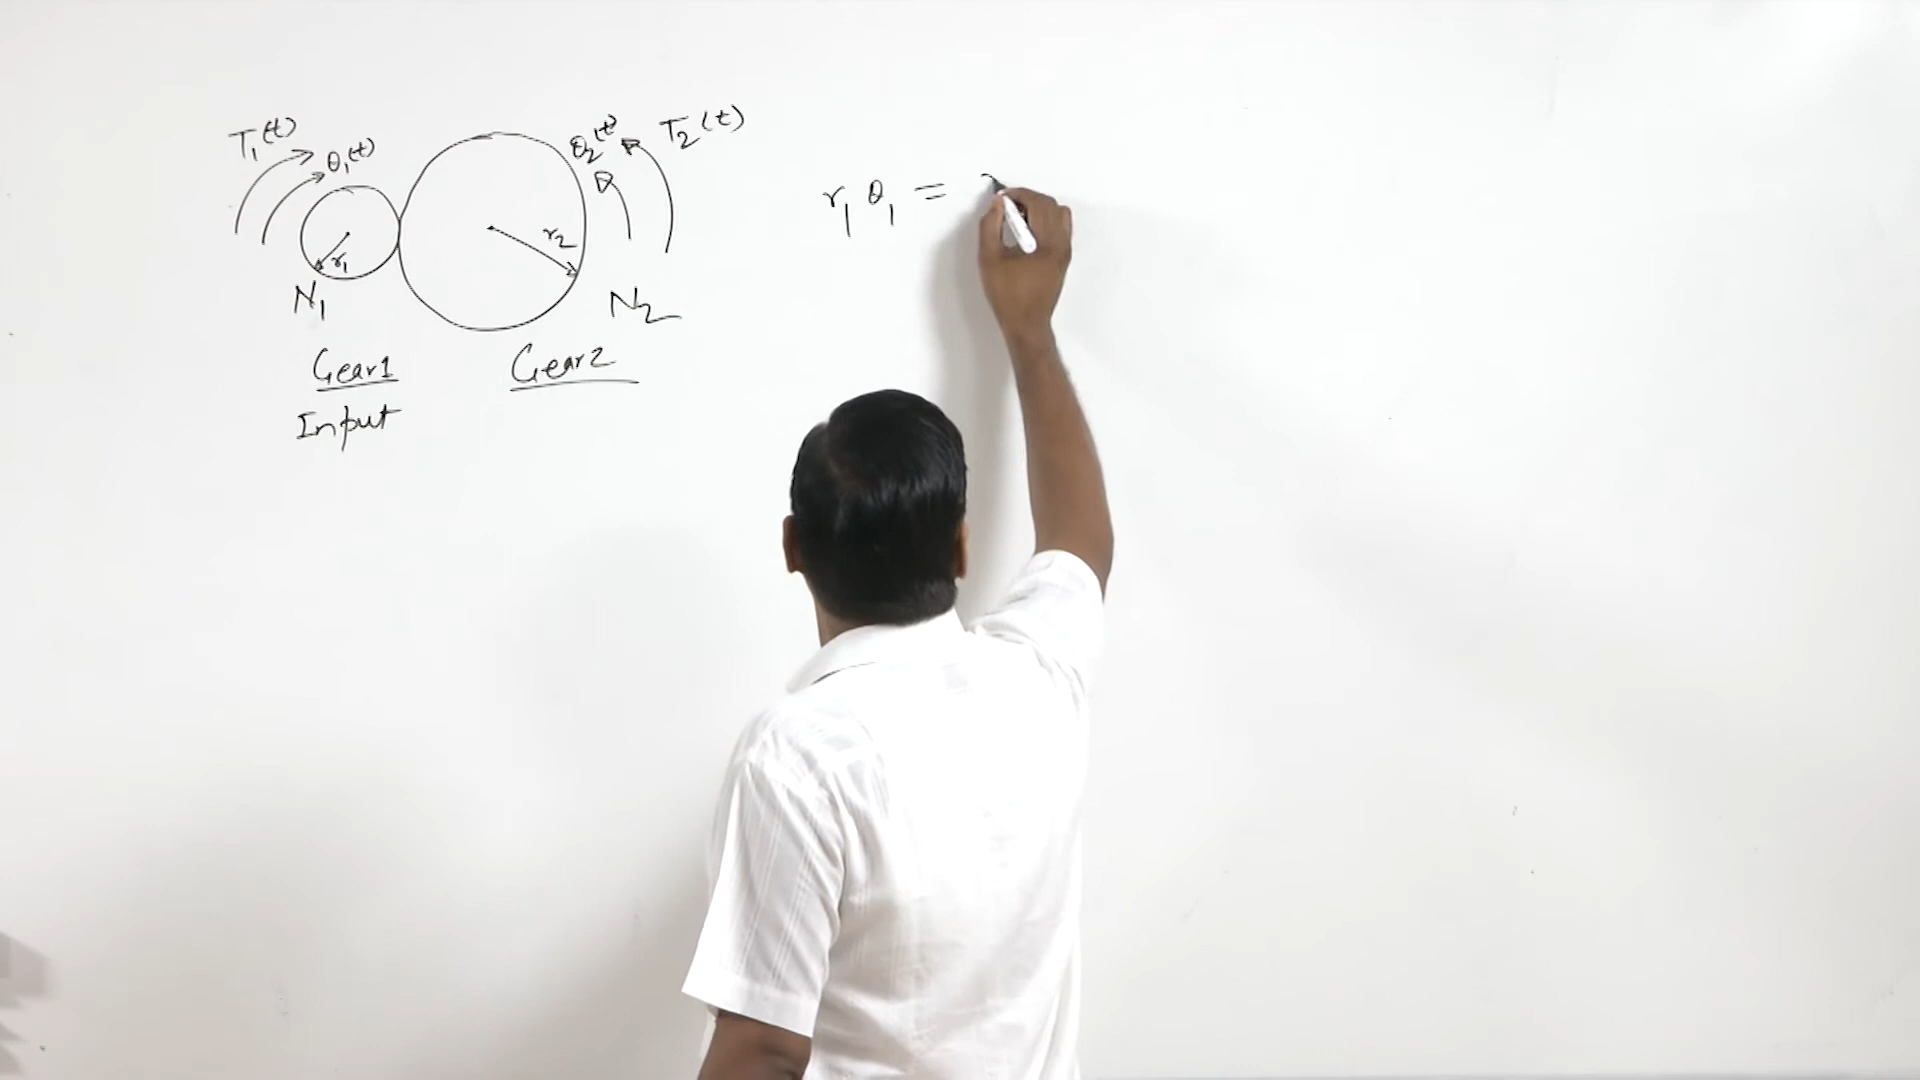 T₁(t)
θ₁(t)
θ₂(t)
T₂(t)
r₁ θ₁ =
r₁
r₂
N₁
N₂
Gear1
Gear2
Input